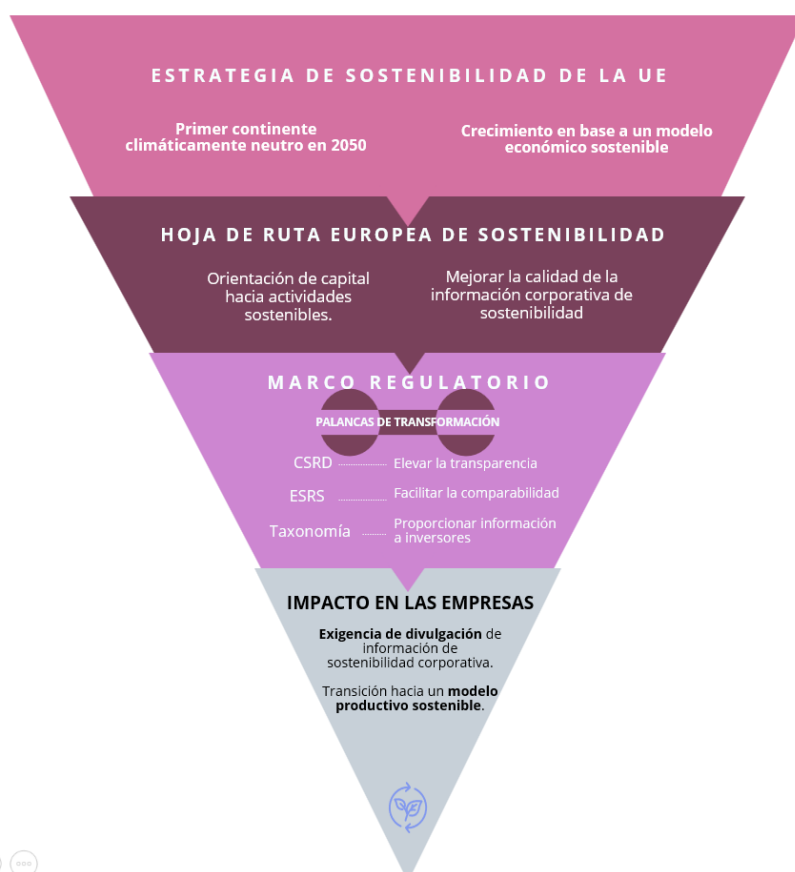 ESTRATEGIA DE SOSTENIBILIDAD DE LA UE
Primer continente
climáticamente neutro en 2050
Crecimiento en base a un modelo
económico sostenible
HOJA DE RUTA EUROPEA DE SOSTENIBILIDAD
Orientación de capital
hacia actividades
sostenibles.
Mejorar la calidad de la
información corporativa de
sostenibilidad
MARCO REGULATORIO
PALANCAS DE TRANSFORMACIÓN
CSRD .................... Elevar la transparencia
ESRS .................... Facilitar la comparabilidad
Taxonomía .......... Proporcionar información
a inversores
IMPACTO EN LAS EMPRESAS
Exigencia de divulgación de
información de
sostenibilidad corporativa.
Transición hacia un modelo
productivo sostenible.